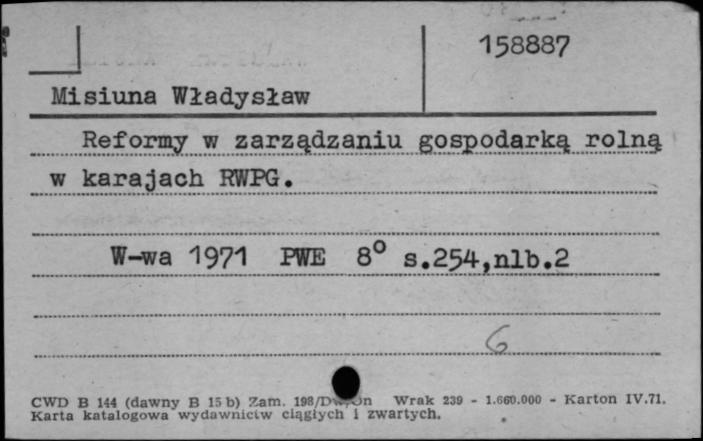 158887
Misiuna Władysław
Reformy w zarządzaniu gospodarką rolną
w karajach RWPG.
W-wa 1971 PWE 8° s.254,nlb.2
6
CWD B 144 (dawny B 15 b) Zam. Wrak 239 - 1.660.000 - Karton IV.71.
Karta katalogowa wydawnictw ciągłych i zwartych.